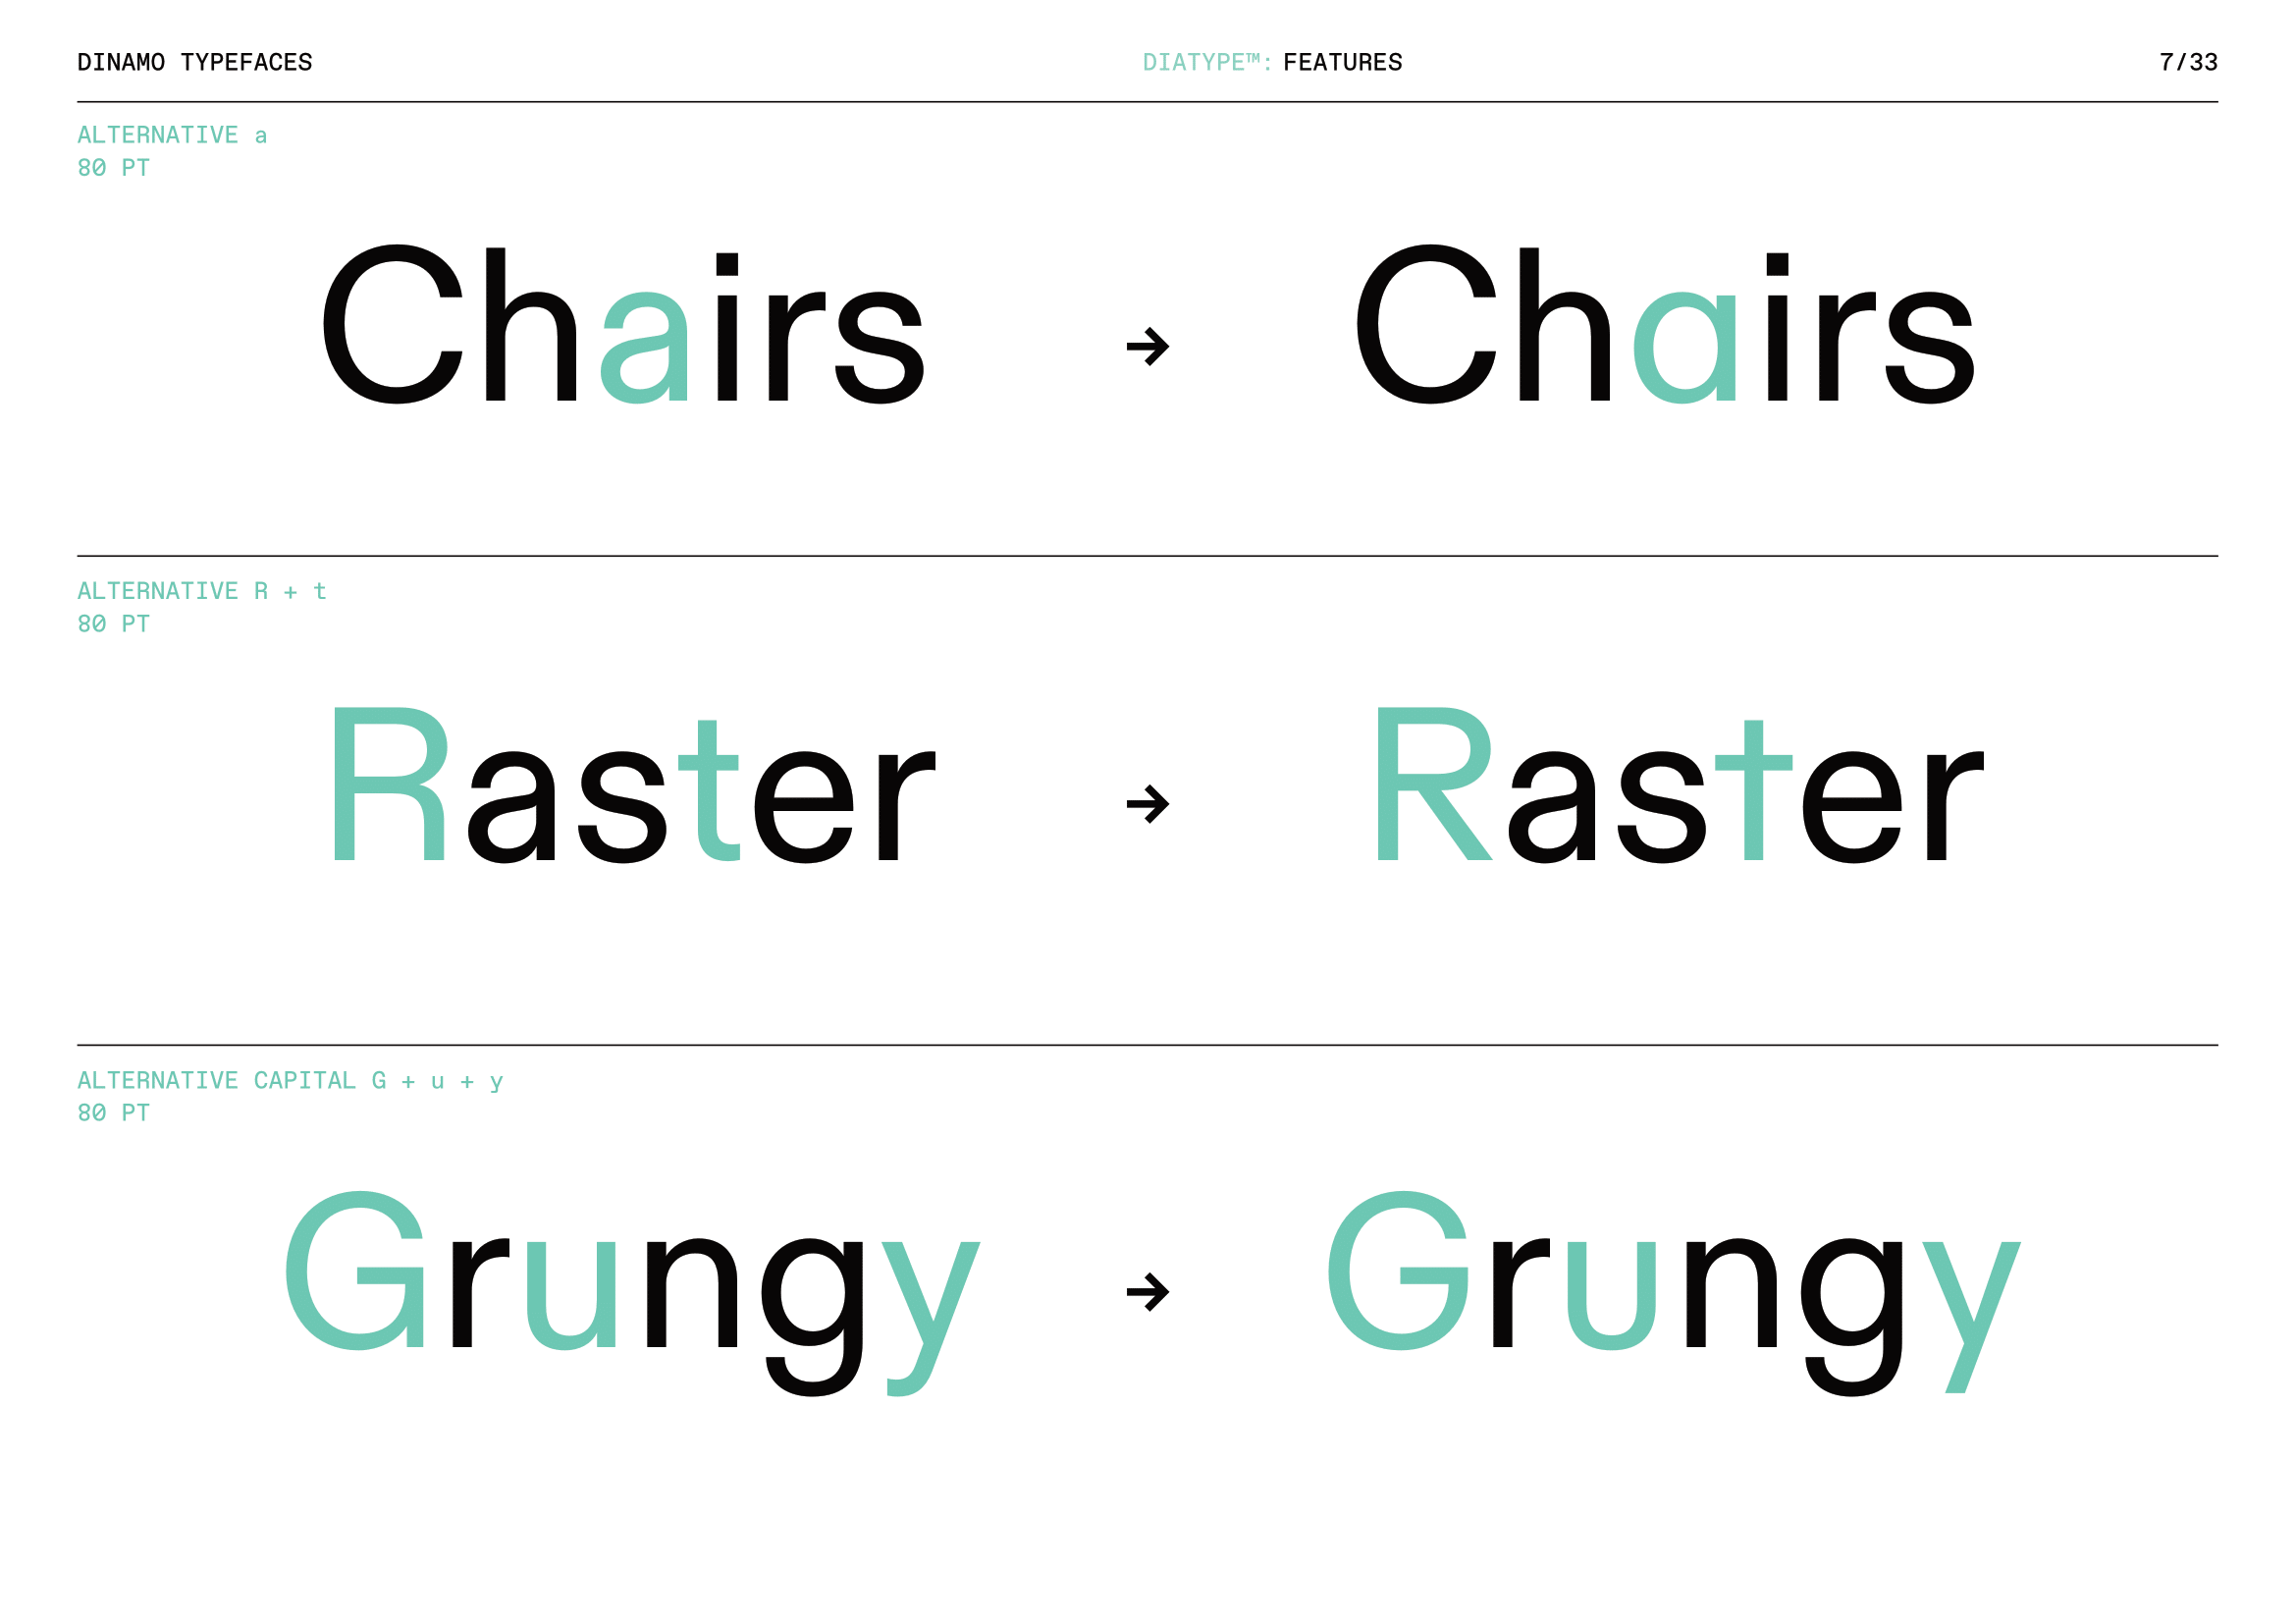 DINAMO TYPEFACES DIATYPE™: FEATURES 7/33
ALTERNATIVE a
80 PT
Chairs → Chairs
ALTERNATIVE R + t
80 PT
Raster → Raster
ALTERNATIVE CAPITAL G + u + y
80 PT
Grungy → Grungy